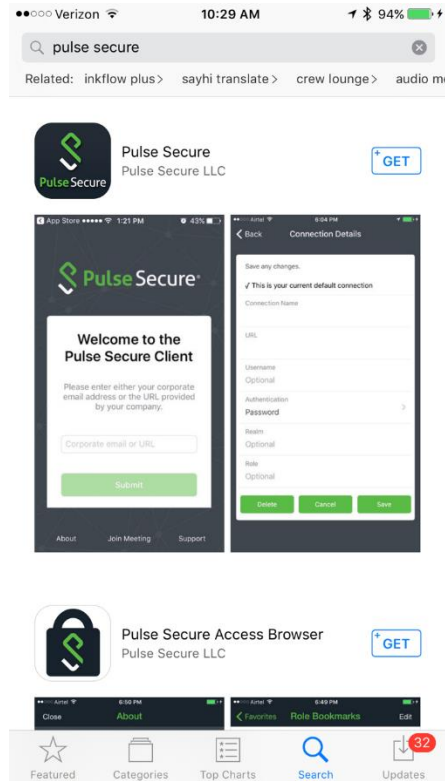 Verizon 10:29 AM 94%
pulse secure
Related: inkflow plus> sayhi translate> crew lounge> audio m
Pulse Secure
Pulse Secure
Pulse Secure LLC
GET
App Store 1:21 PM 43%
Pulse Secure
Welcome to the
Pulse Secure Client
Please enter either your corporate
email address or the URL provided
by your company.
Corporate email or URL
Submit
About Join Meeting Support
Airtel 6:04 PM
Back Connection Details
Save any changes.
✓ This is your current default connection
Connection Name
URL
Username
Optional
Authentication
Password
Realm
Optional
Role
Optional
Delete Cancel Save
Pulse Secure Access Browser
Pulse Secure LLC
GET
Airtel 6:50 PM
Close About
Airtel 6:49 PM
Favorites Role Bookmarks Edit
32
Featured Categories Top Charts Search Updates